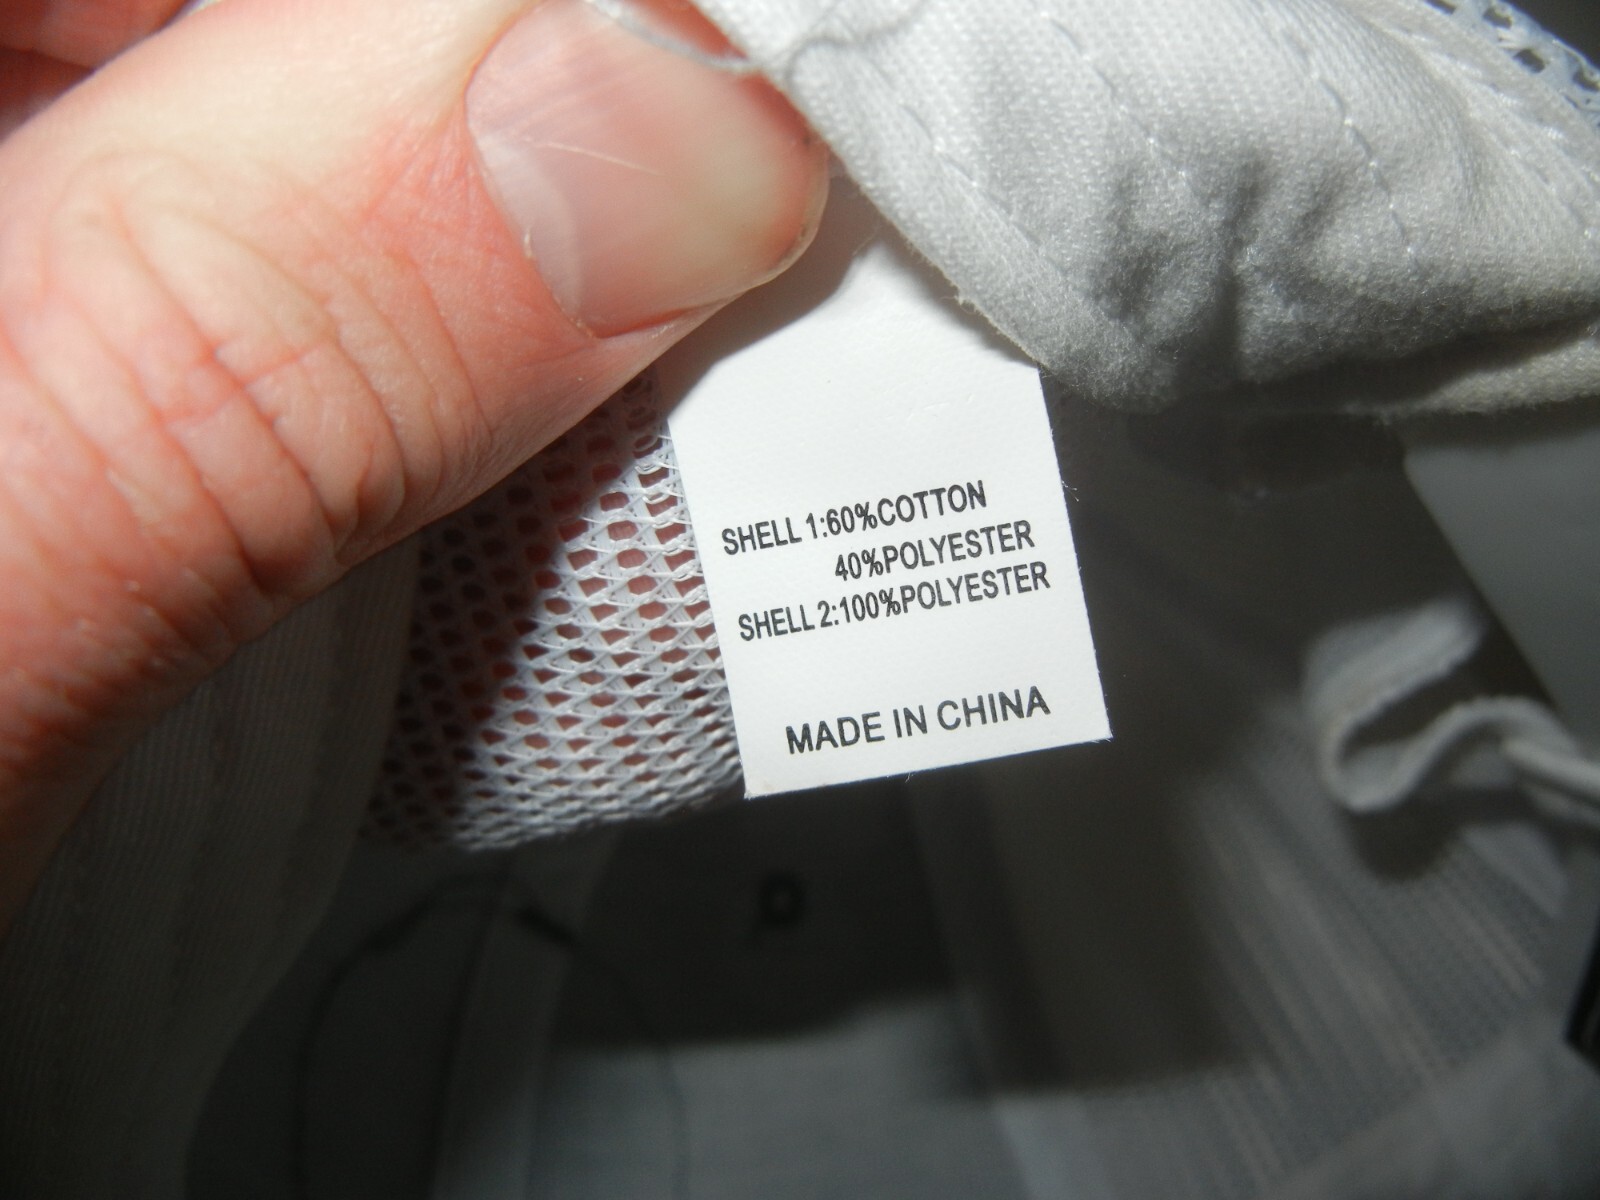 SHELL 1:60%COTTON
40%POLYESTER
SHELL 2:100%POLYESTER
MADE IN CHINA